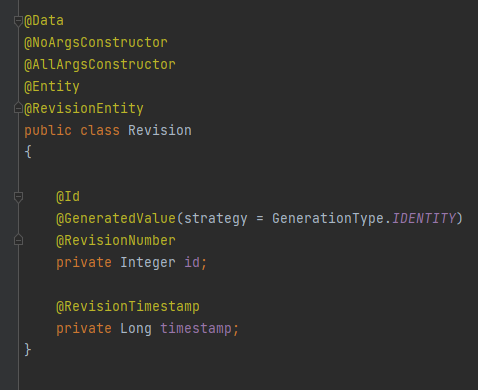 @Data
@NoArgsConstructor
@AllArgsConstructor
@Entity
@RevisionEntity
public class Revision
{
@Id
@GeneratedValue(strategy = GenerationType.IDENTITY)
@RevisionNumber
private Integer id;
@RevisionTimestamp
private Long timestamp;
}